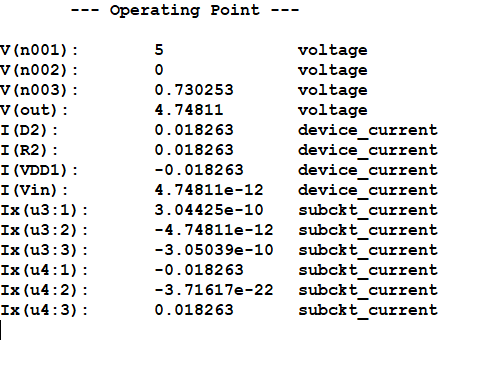 --- Operating Point ---
V(n001): 5 voltage
V(n002): 0 voltage
V(n003): 0.730253 voltage
V(out): 4.74811 voltage
I(D2): 0.018263 device_current
I(R2): 0.018263 device_current
I(VDD1): -0.018263 device_current
I(Vin): 4.74811e-12 device_current
Ix(u3:1): 3.04425e-10 subckt_current
Ix(u3:2): -4.74811e-12 subckt_current
Ix(u3:3): -3.05039e-10 subckt_current
Ix(u4:1): -0.018263 subckt_current
Ix(u4:2): -3.71617e-22 subckt_current
Ix(u4:3): 0.018263 subckt_current